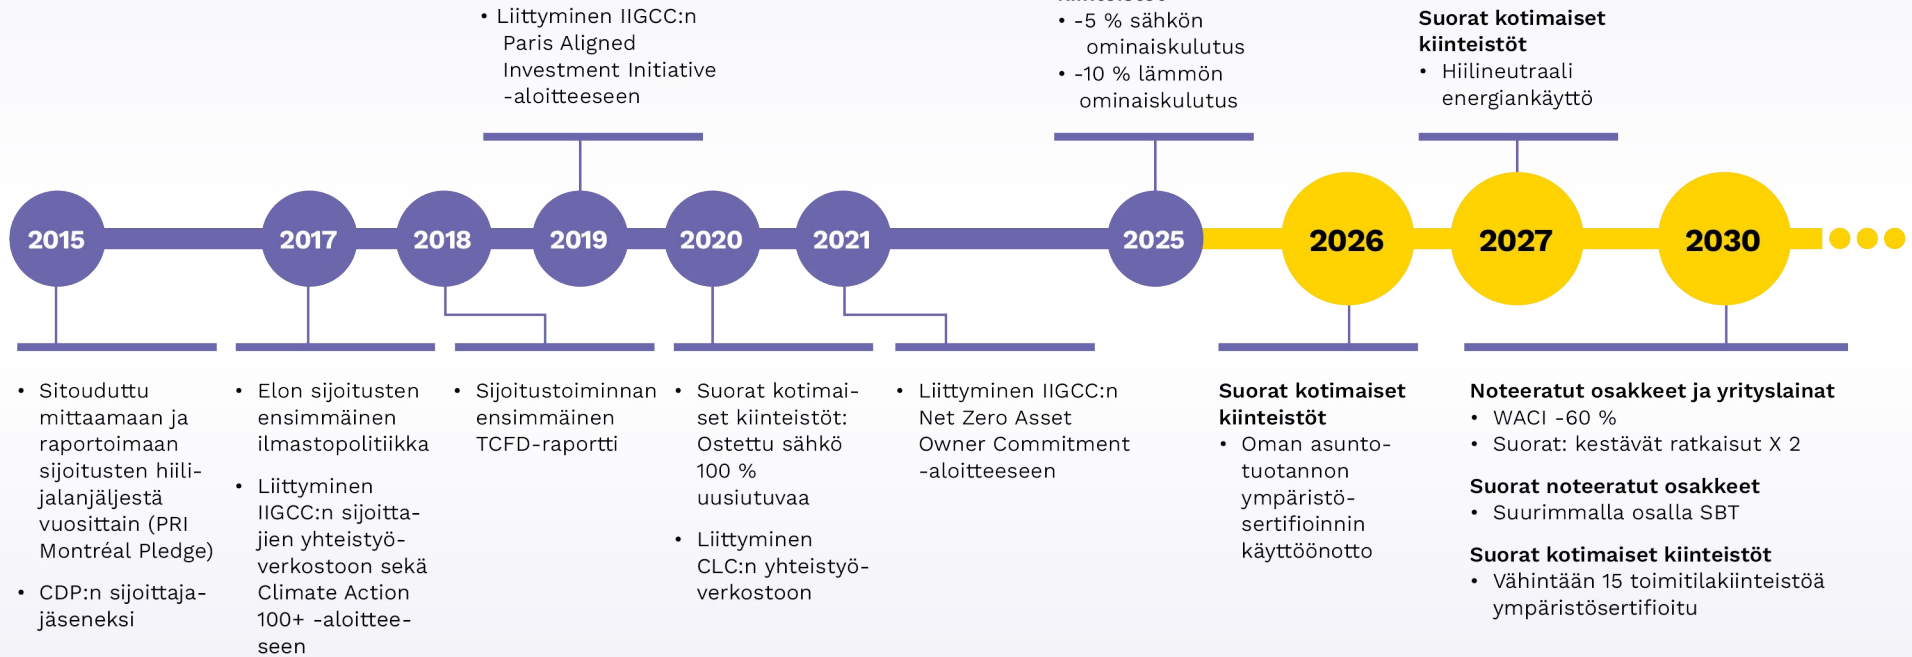 • Liittyminen IIGCC:n
Paris Aligned
Investment Initiative
-aloitteeseen
• -5 % sähkön
ominaiskulutus
• -10 % lämmön
ominaiskulutus
Suorat kotimaiset
kiinteistöt
• Hiilineutraali
energiankäyttö
2015
2017
2018
2019
2020
2021
2025
2026
2027
2030
• Sitouduttu
mittaamaan ja
raportoimaan
sijoitusten hiili-
jalanjäljestä
vuosittain (PRI
Montréal Pledge)
• CDP:n sijoittaja-
jäseneksi
• Elon sijoitusten
ensimmäinen
ilmastopolitiikka
• Liittyminen
IIGCC:n sijoitta-
jien yhteistyö-
verkostoon sekä
Climate Action
100+ -aloittee-
seen
• Sijoitustoiminnan
ensimmäinen
TCFD-raportti
• Suorat kotimai-
set kiinteistöt:
Ostettu sähkö
100 %
uusiutuvaa
• Liittyminen
CLC:n yhteistyö-
verkostoon
• Liittyminen IIGCC:n
Net Zero Asset
Owner Commitment
-aloitteeseen
Suorat kotimaiset
kiinteistöt
• Oman asunto-
tuotannon
ympäristö-
sertifioinnin
käyttöönotto
Noteeratut osakkeet ja yrityslainat
• WACI -60 %
• Suorat: kestävät ratkaisut X 2
Suorat noteeratut osakkeet
• Suurimmalla osalla SBT
Suorat kotimaiset kiinteistöt
• Vähintään 15 toimitilakiinteistöä
ympäristösertifioitu